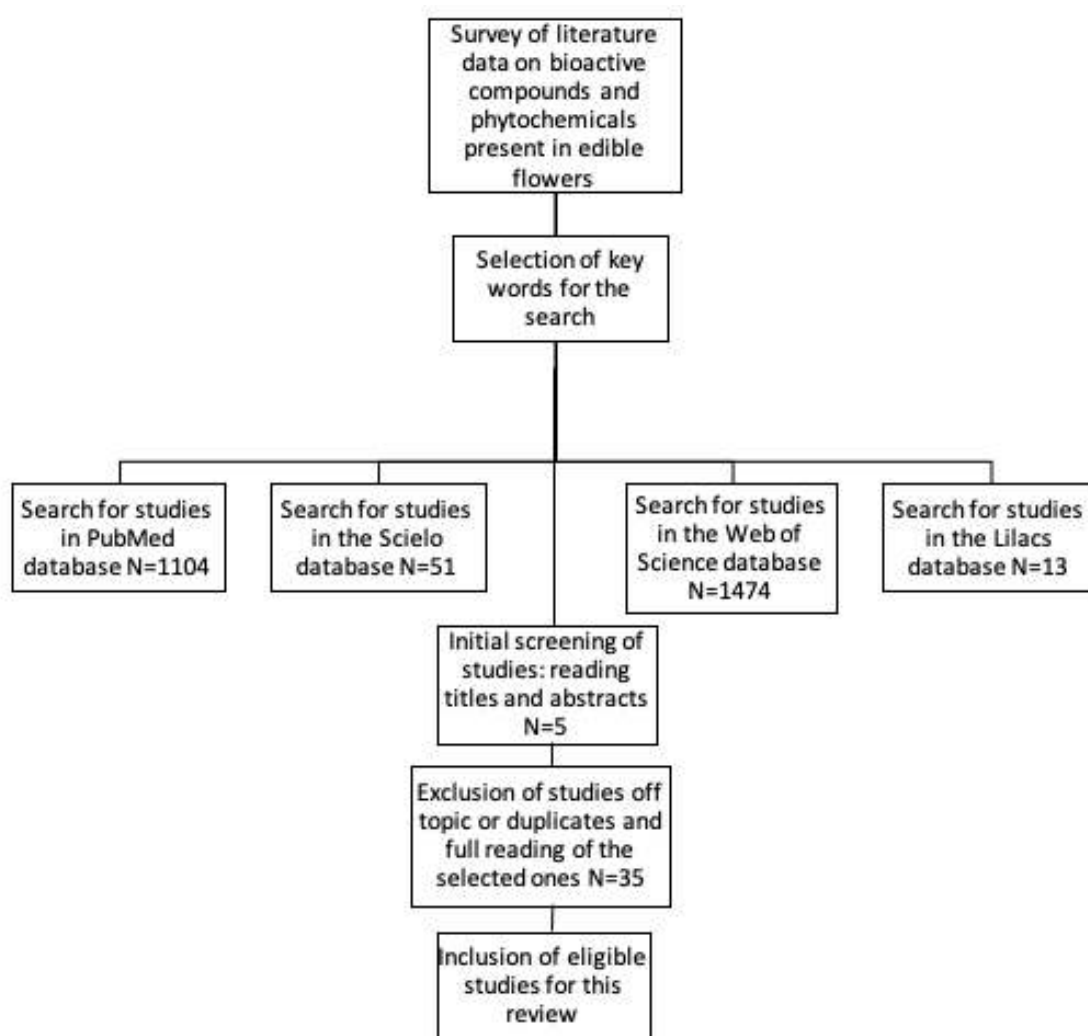 Survey of literature
data on bioactive
compounds and
phytochemicals
present in edible
flowers
Selection of key
words for the
search
Search for studies
in PubMed
database N=1104
Search for studies
in the Scielo
database N=51
Search for studies
in the Web of
Science database
N=1474
Search for studies
in the Lilacs
database N=13
Initial screening of
studies: reading
titles and abstracts
N=5
Exclusion of studies off
topic or duplicates and
full reading of the
selected ones N=35
Inclusion of eligible
studies for this
review